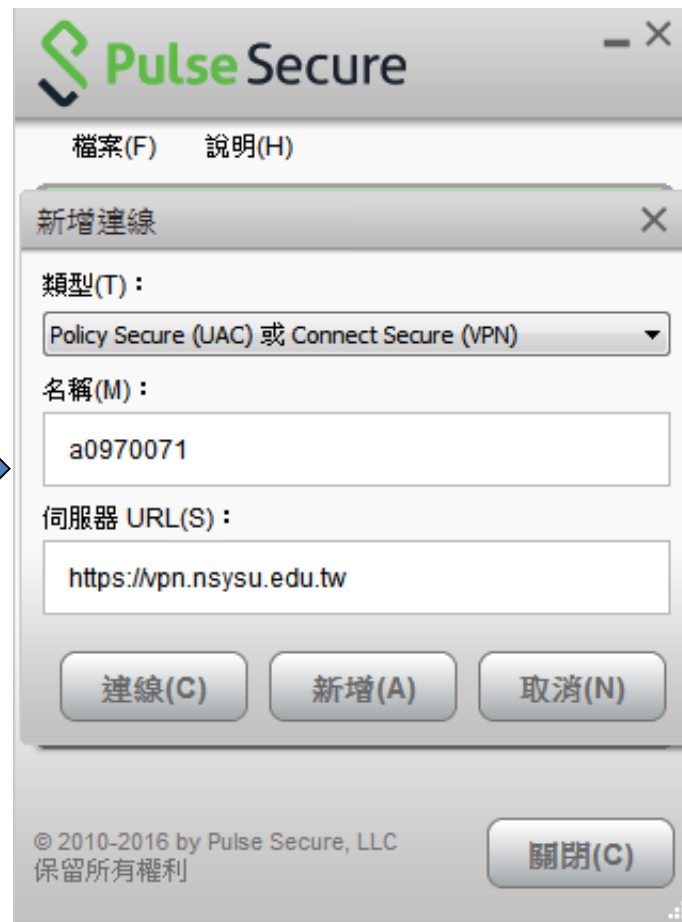 Pulse Secure
檔案(F) 說明(H)
新增連線
類型(T)：
Policy Secure (UAC) 或 Connect Secure (VPN)
名稱(M)：
a0970071
伺服器 URL(S)：
https://vpn.nsysu.edu.tw
連線(C) 新增(A) 取消(N)
© 2010-2016 by Pulse Secure, LLC
保留所有權利
關閉(C)